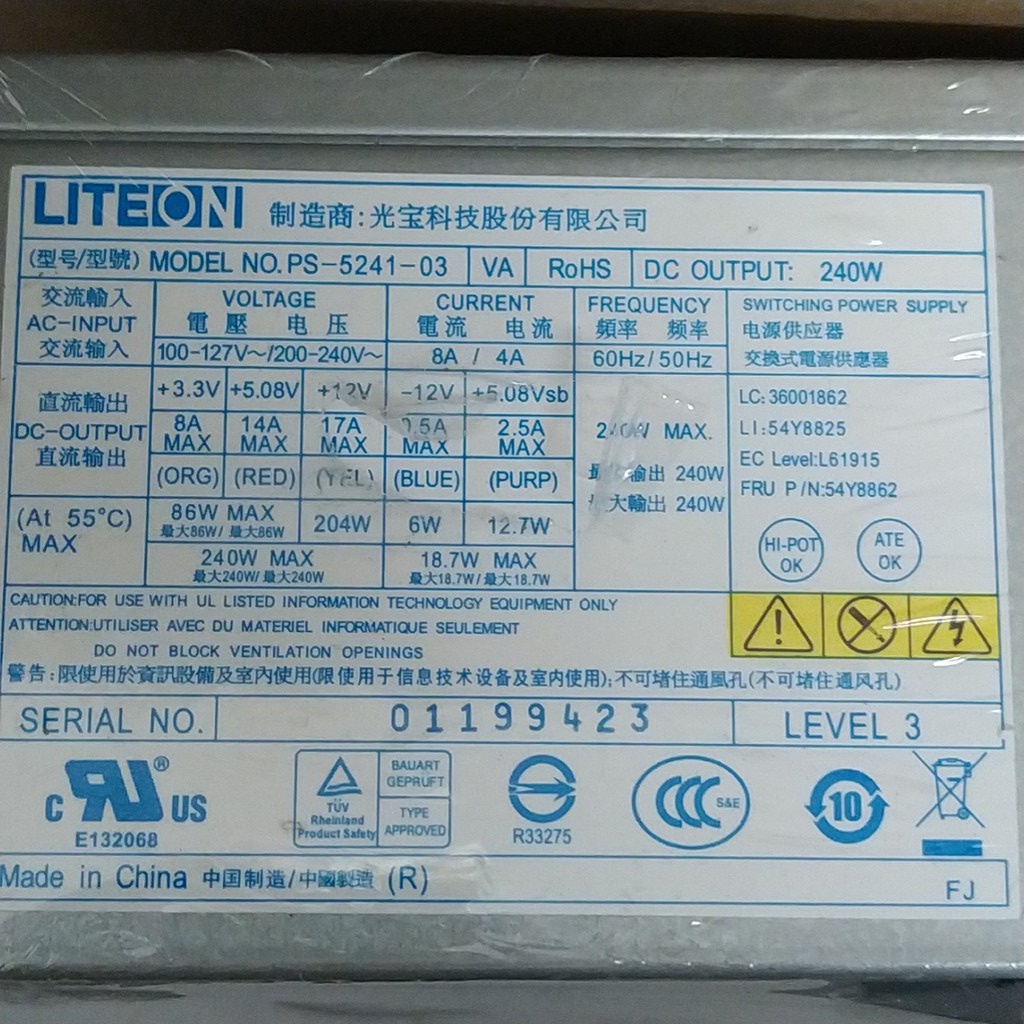 LITEON 制造商:光宝科技股份有限公司
(型号/型號) MODEL NO. PS-5241-03 VA RoHS DC OUTPUT: 240W
交流輸入 VOLTAGE CURRENT FREQUENCY SWITCHING POWER SUPPLY
AC-INPUT 電壓 电压 電流 电流 頻率 频率 电源供应器
交流输入 100-127V~/200-240V~ 8A / 4A 60Hz/50Hz 交換式電源供應器
直流輸出 +3.3V +5.08V +12V -12V +5.08Vsb LC:36001862
DC-OUTPUT 8A MAX 14A MAX 17A MAX 0.5A MAX 2.5A MAX 240W MAX. LI:54Y8825
直流输出 (ORG) (RED) (YEL) (BLUE) (PURP) 最大输出 240W EC Level:L61915
最大輸出 240W FRU P/N:54Y8862
(At 55°C) 86W MAX 204W 6W 12.7W HI-POT ATE
MAX 最大86W/最大86W OK OK
240W MAX 18.7W MAX
最大240W/最大240W 最大18.7W/最大18.7W
CAUTION:FOR USE WITH UL LISTED INFORMATION TECHNOLOGY EQUIPMENT ONLY
ATTENTION:UTILISER AVEC DU MATERIEL INFORMATIQUE SEULEMENT
DO NOT BLOCK VENTILATION OPENINGS
警告:限使用於資訊設備及室內使用(限使用于信息技术设备及室内使用);不可堵住通風孔(不可堵住通风孔)
SERIAL NO. 01199423 LEVEL 3
C RU ® US
E132068
TÜV
Rheinland
Product Safety
BAUART
GEPRUFT
TYPE
APPROVED
R33275
CCC S&E
10
Made in China 中国制造/中國製造 (R) FJ